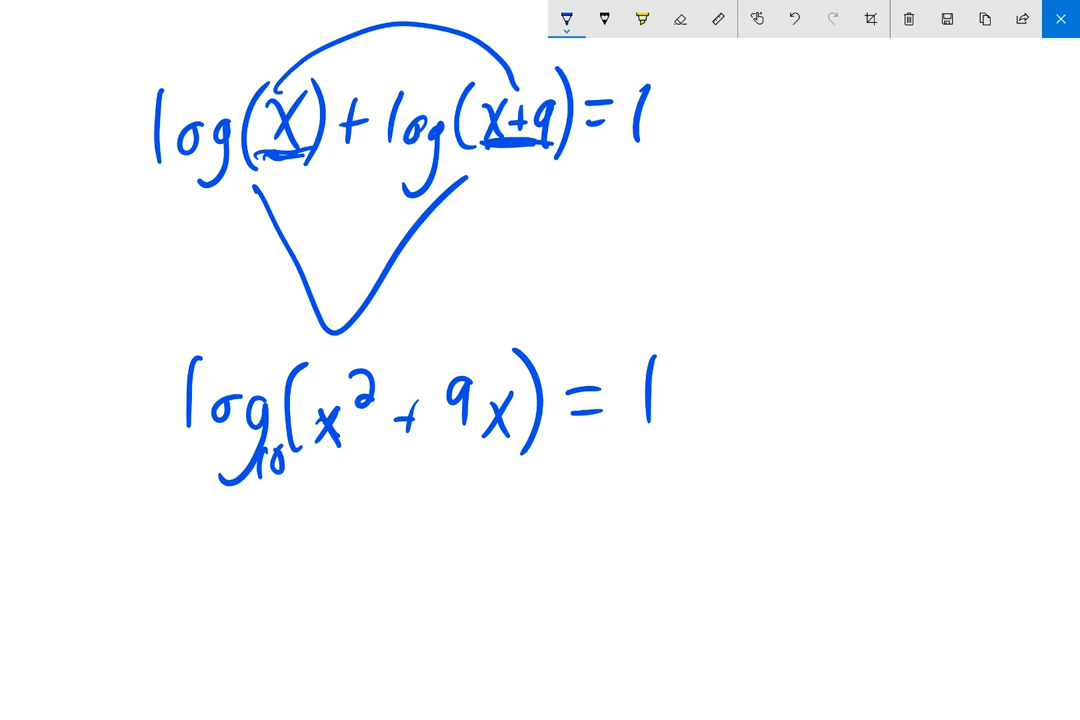 log(x) + log(x+9) = 1
log₁₀(x² + 9x) = 1